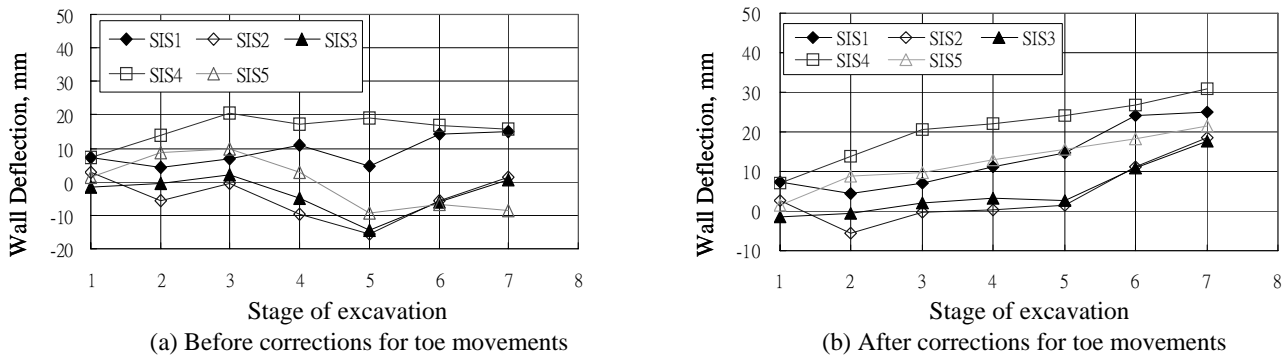 50
40
30
20
10
0
-10
-20
Wall Deflection, mm
SIS1 SIS2 SIS3
SIS4 SIS5
1 2 3 4 5 6 7 8
Stage of excavation
(a) Before corrections for toe movements
50
40
30
20
10
0
-10
Wall Deflection, mm
SIS1 SIS2 SIS3
SIS4 SIS5
1 2 3 4 5 6 7 8
Stage of excavation
(b) After corrections for toe movements